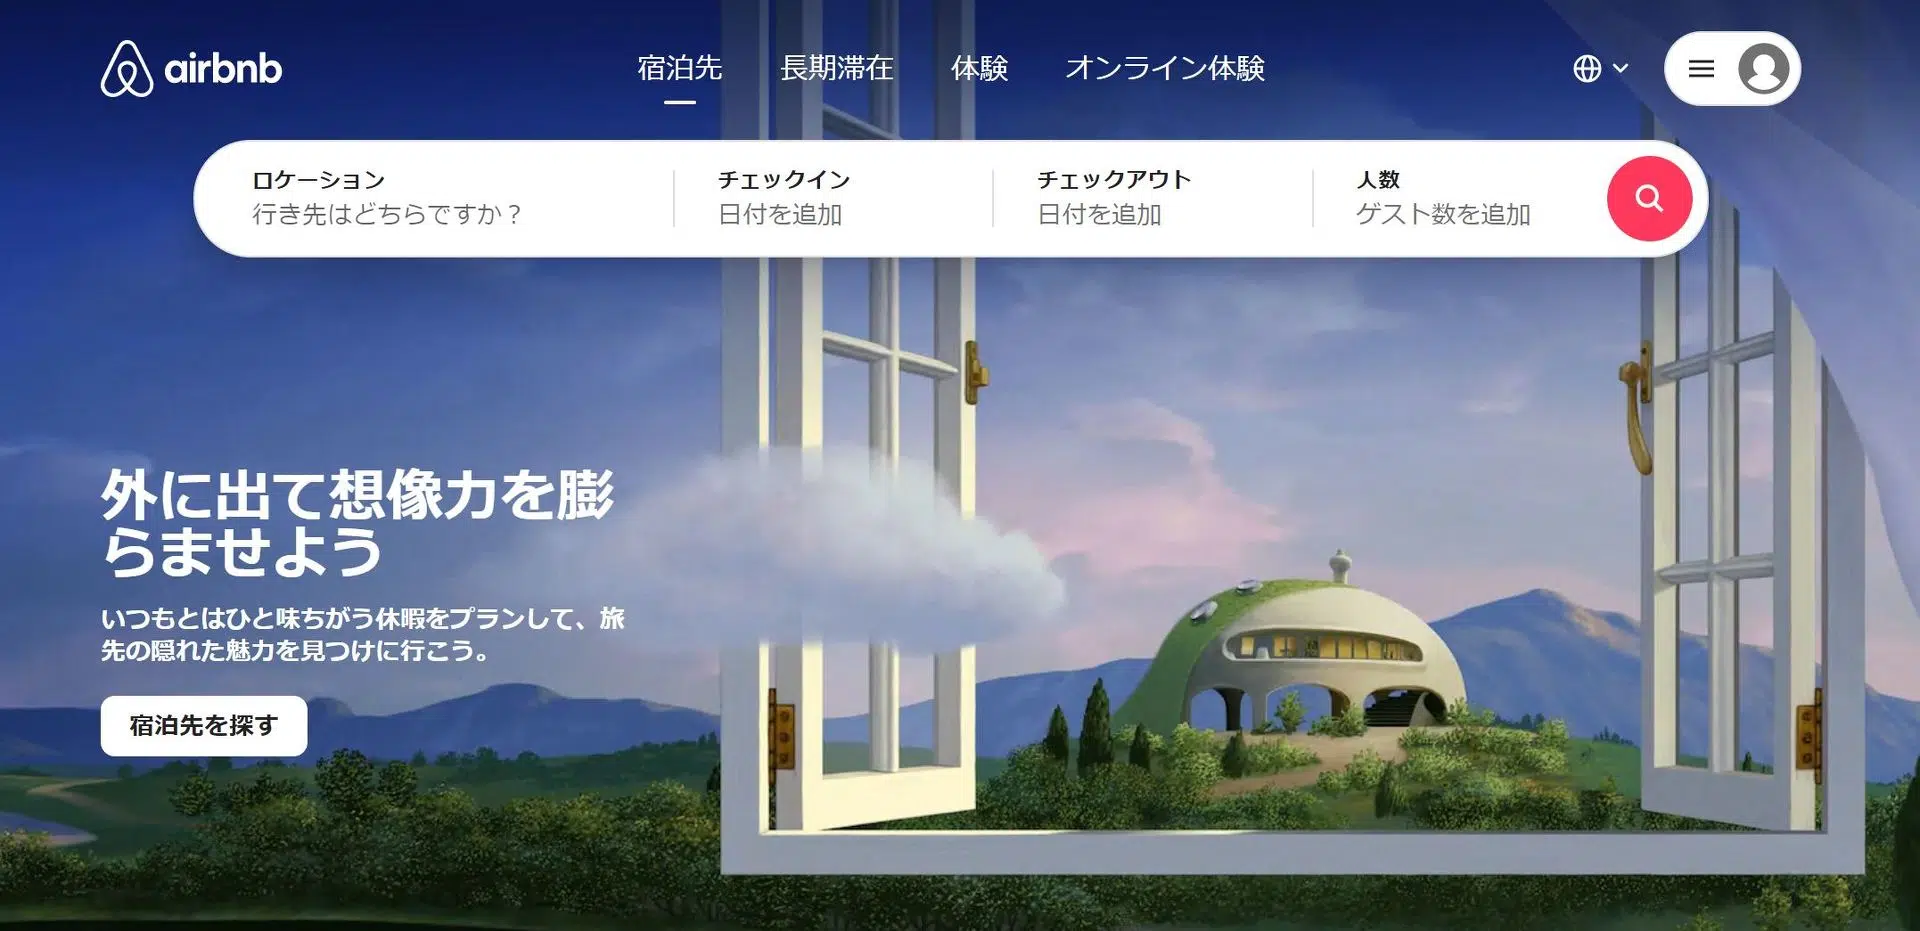 airbnb
宿泊先 長期滞在 体験 オンライン体験
ロケーション チェックイン チェックアウト 人数
行き先はどちらですか？ 日付を追加 日付を追加 ゲスト数を追加
外に出て想像力を膨
らませよう
いつもとはひと味ちがう休暇をプランして、旅
先の隠れた魅力を見つけに行こう。
宿泊先を探す